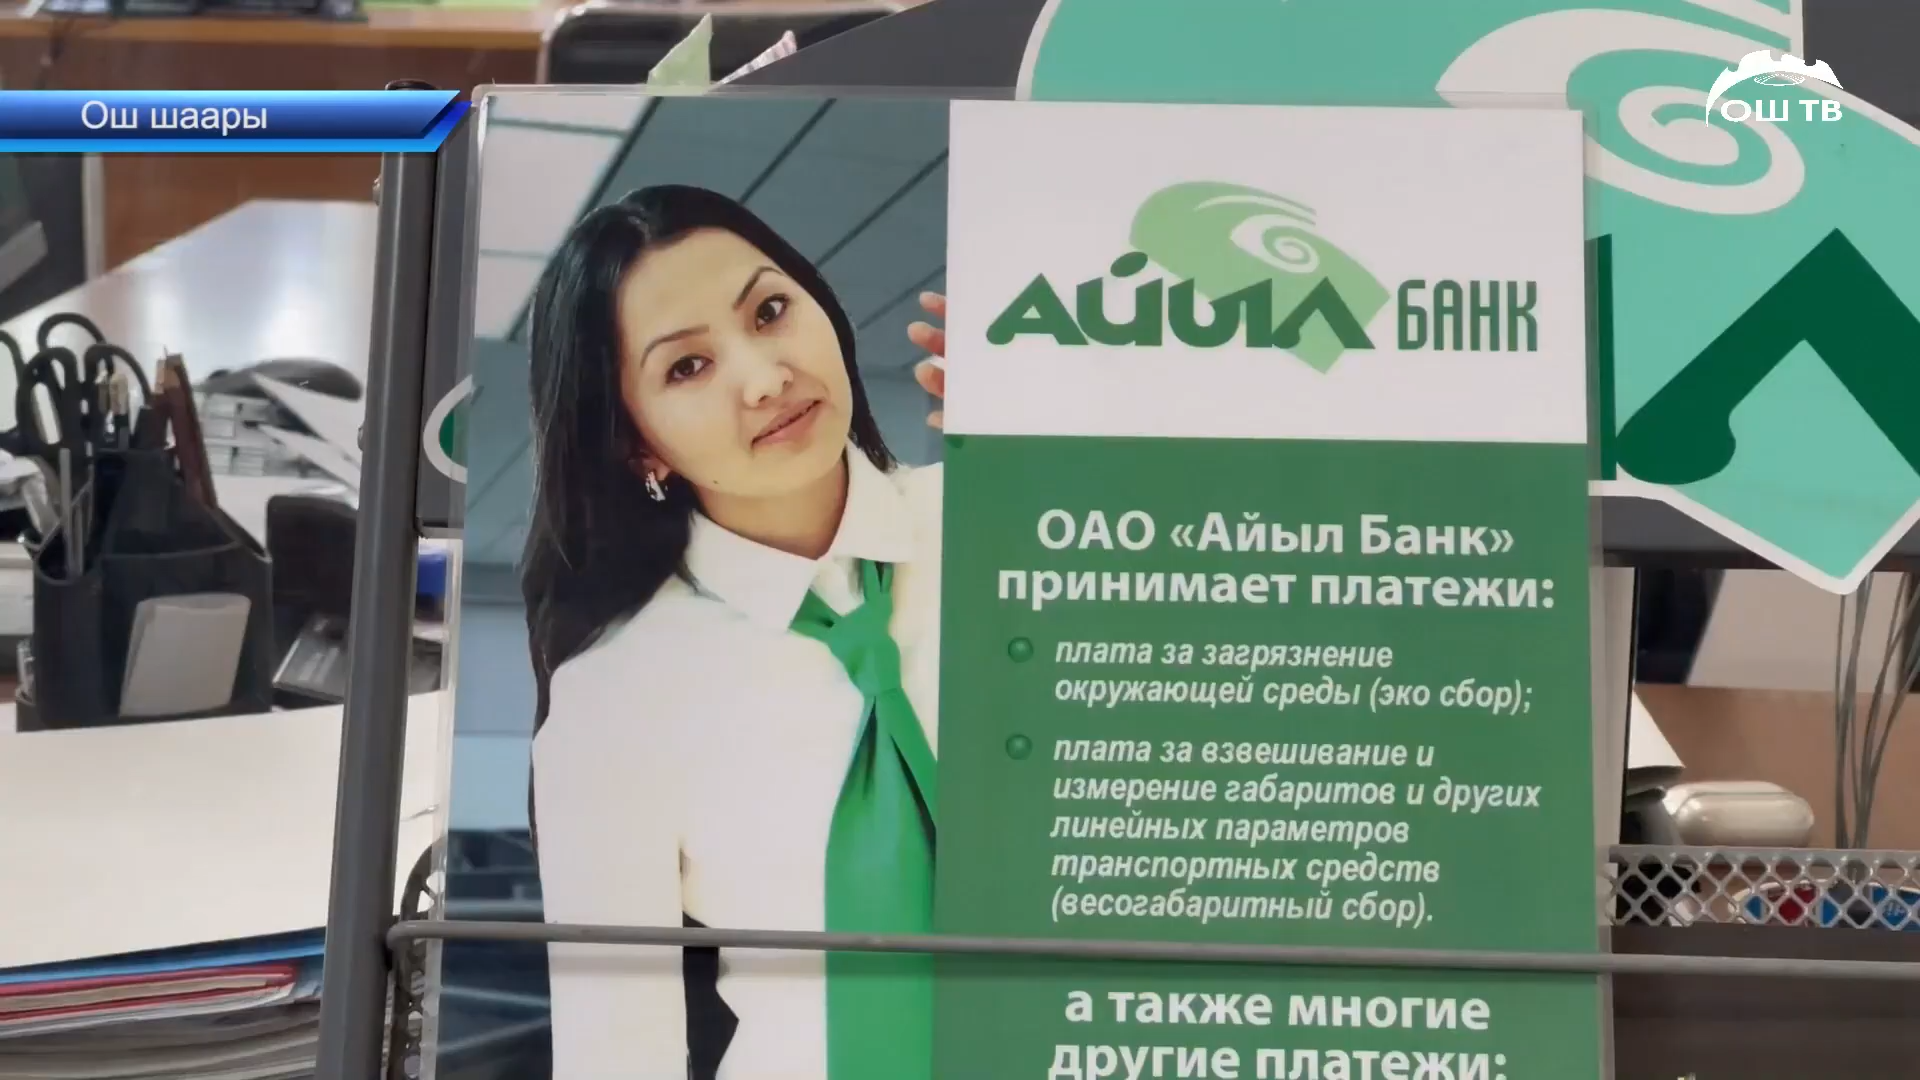 Ош шаары
ОШ ТВ
АЙЫЛ БАНК
ОАО «Айыл Банк»
принимает платежи:
плата за загрязнение
окружающей среды (эко сбор);
плата за взвешивание и
измерение габаритов и других
линейных параметров
транспортных средств
(весогабаритный сбор).
а также многие
другие платежи: